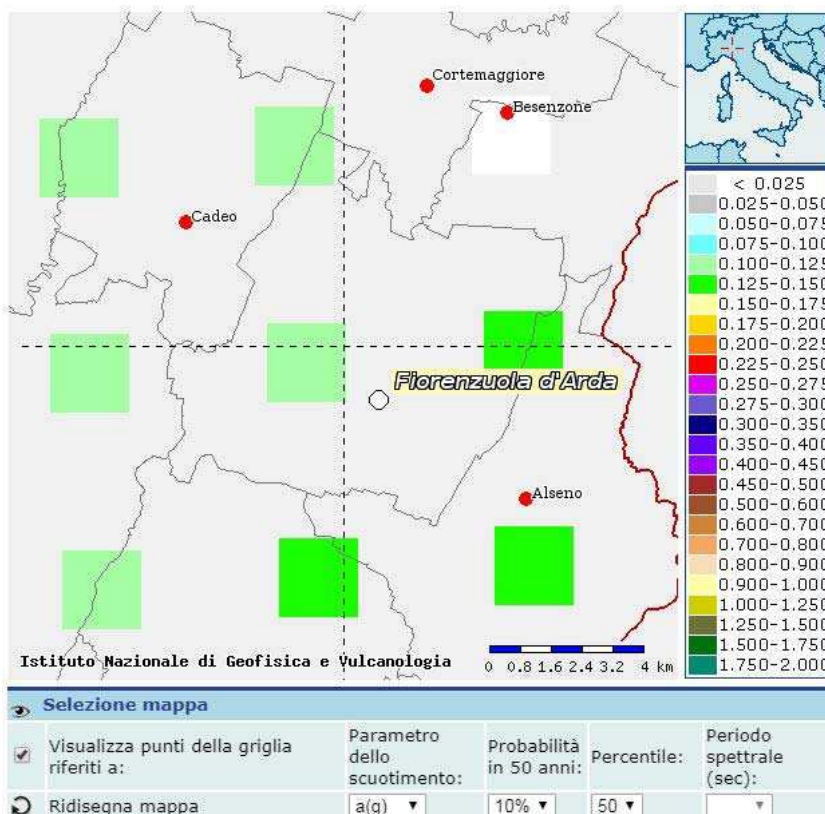 Cortemaggiore
Besenzone
Cadeo
Fiorenzuola d'Arda
Alseno
Istituto Nazionale di Geofisica e Vulcanologia
0 0.8 1.6 2.4 3.2 4 km
< 0.025
0.025-0.050
0.050-0.075
0.075-0.100
0.100-0.125
0.125-0.150
0.150-0.175
0.175-0.200
0.200-0.225
0.225-0.250
0.250-0.275
0.275-0.300
0.300-0.350
0.350-0.400
0.400-0.450
0.450-0.500
0.500-0.600
0.600-0.700
0.700-0.800
0.800-0.900
0.900-1.000
1.000-1.250
1.250-1.500
1.500-1.750
1.750-2.000
Selezione mappa
Visualizza punti della griglia riferiti a:
Parametro dello scuotimento:
Probabilità in 50 anni:
Percentile:
Periodo spettrale (sec):
Ridisegna mappa
a(g)
10%
50